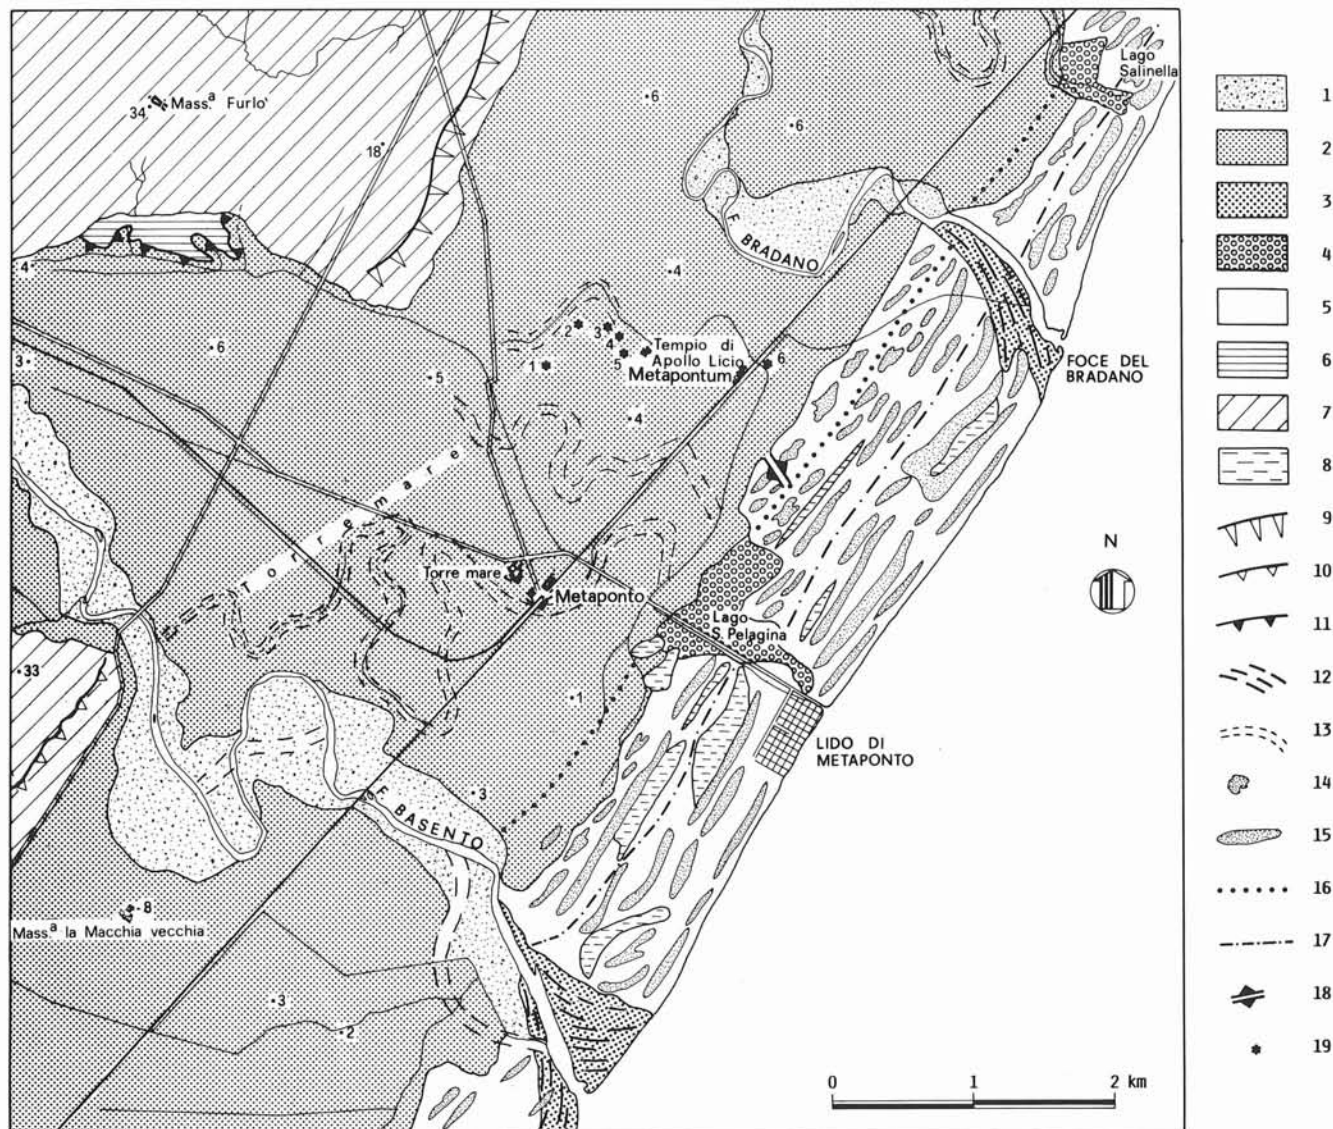 Lago
Salinella
Mass.ª Furlo'
34
18
6
6
F. BRADANO
4
4
6
3
5
2
3
4
5
1
Tempio di
Apollo Licio
Metapontum
6
4
FOCE DEL
BRADANO
Torre mare
Torre mare
Metaponto
Lago
S. Pelagina
N
33
1
LIDO DI
METAPONTO
3
F. BASENTO
8
Mass.ª la Macchia vecchia
3
2
0 1 2 km
1
2
3
4
5
6
7
8
9
10
11
12
13
14
15
16
17
18
19